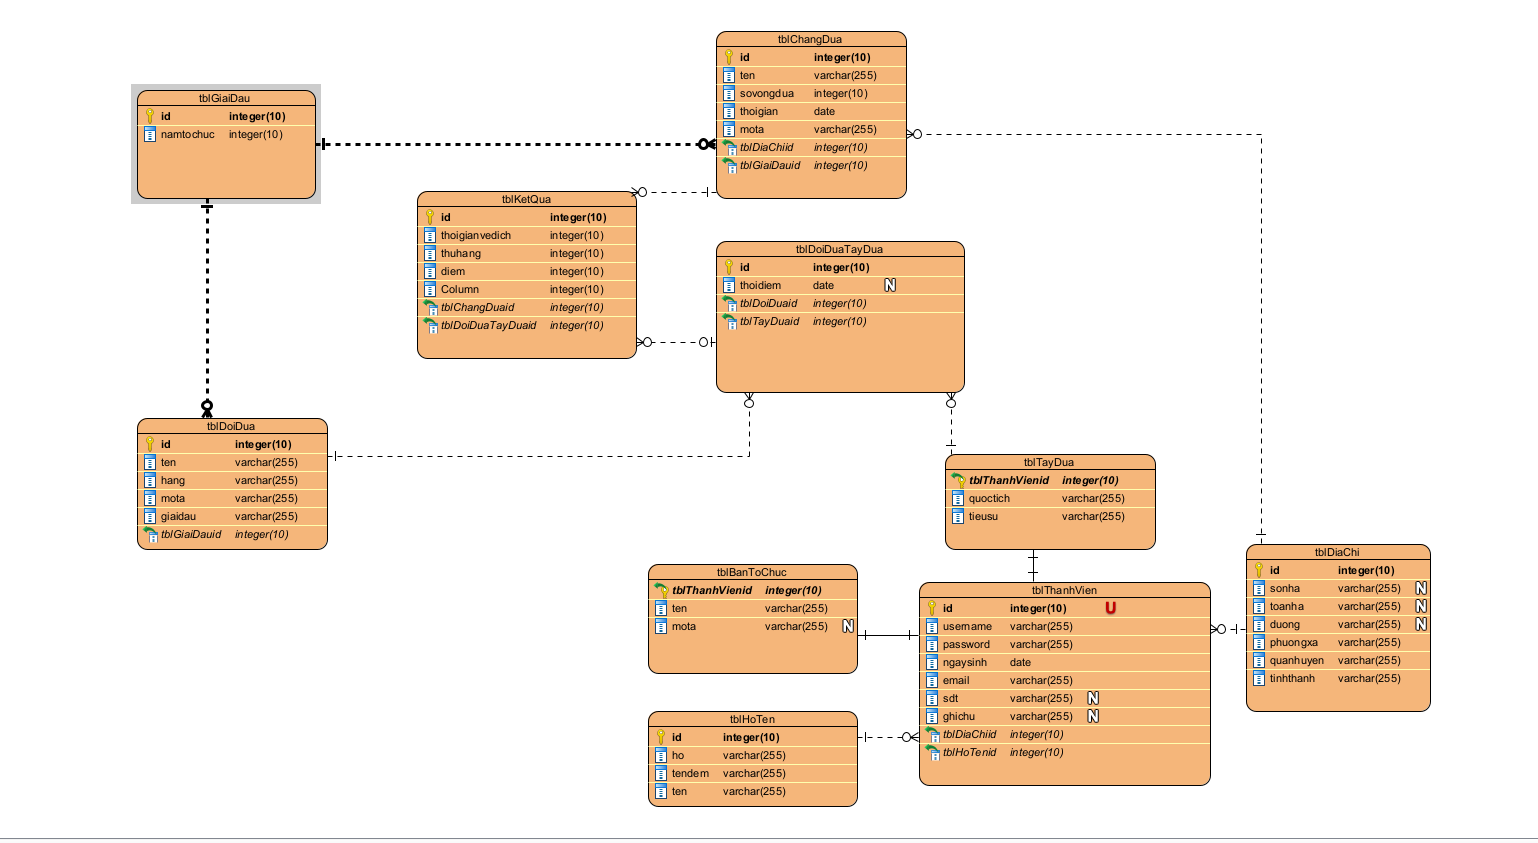 tblChangDua
id integer(10)
ten varchar(255)
sovongdua integer(10)
thoigian date
mota varchar(255)
tblDiaChiid integer(10)
tblGiaiDauid integer(10)
tblGiaiDau
id integer(10)
namtochuc integer(10)
tblKetQua
id integer(10)
thoigianvedich integer(10)
thuhang integer(10)
diem integer(10)
Column integer(10)
tblChangDuaid integer(10)
tblDoiDuaTayDuaid integer(10)
tblDoiDuaTayDua
id integer(10)
thoidiem date N
tblDoiDuaid integer(10)
tblTayDuaid integer(10)
tblDoiDua
id integer(10)
ten varchar(255)
hang varchar(255)
mota varchar(255)
giaidau varchar(255)
tblGiaiDauid integer(10)
tblTayDua
tblThanhVienid integer(10)
quoctich varchar(255)
tieusu varchar(255)
tblBanToChuc
tblThanhVienid integer(10)
ten varchar(255)
mota varchar(255) N
tblThanhVien
id integer(10) U
username varchar(255)
password varchar(255)
ngaysinh date
email varchar(255)
sdt varchar(255) N
ghichu varchar(255) N
tblDiaChiid integer(10)
tblHoTenid integer(10)
tblDiaChi
id integer(10)
sonha varchar(255) N
toanha varchar(255) N
duong varchar(255) N
phuongxa varchar(255)
quanhuyen varchar(255)
tinhthanh varchar(255)
tblHoTen
id integer(10)
ho varchar(255)
tendem varchar(255)
ten varchar(255)